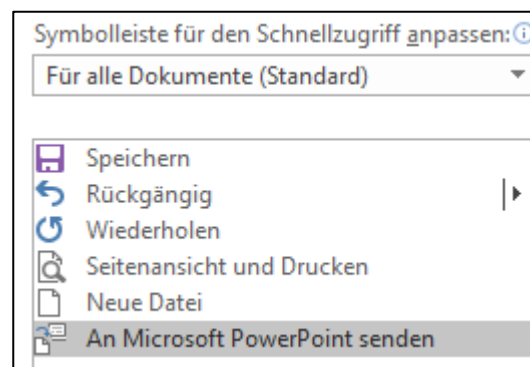 Symbolleiste für den Schnellzugriff anpassen:
Für alle Dokumente (Standard)
Speichern
Rückgängig
Wiederholen
Seitenansicht und Drucken
Neue Datei
An Microsoft PowerPoint senden